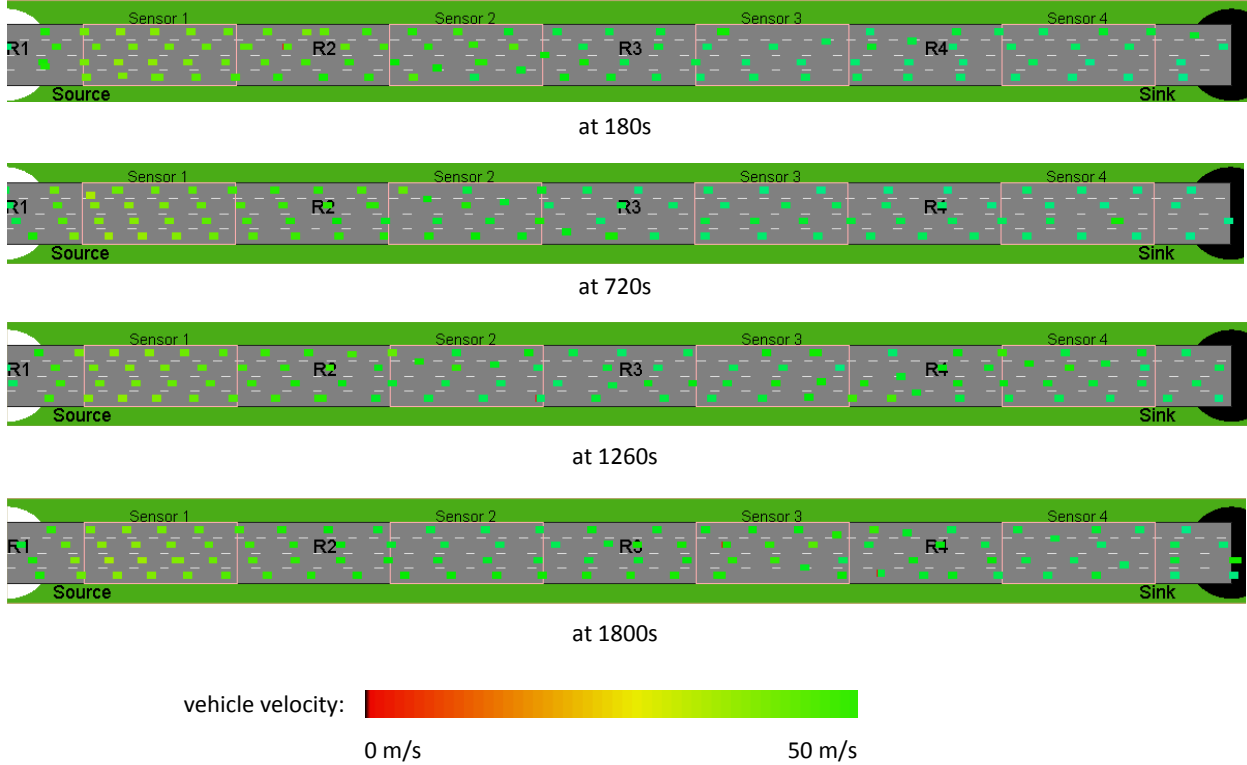 Sensor 1 Sensor 2 Sensor 3 Sensor 4
R1 R2 R3 R4
Source Sink
at 180s
Sensor 1 Sensor 2 Sensor 3 Sensor 4
R1 R2 R3 R4
Source Sink
at 720s
Sensor 1 Sensor 2 Sensor 3 Sensor 4
R1 R2 R3 R4
Source Sink
at 1260s
Sensor 1 Sensor 2 Sensor 3 Sensor 4
R1 R2 R3 R4
Source Sink
at 1800s
vehicle velocity:
0 m/s 50 m/s